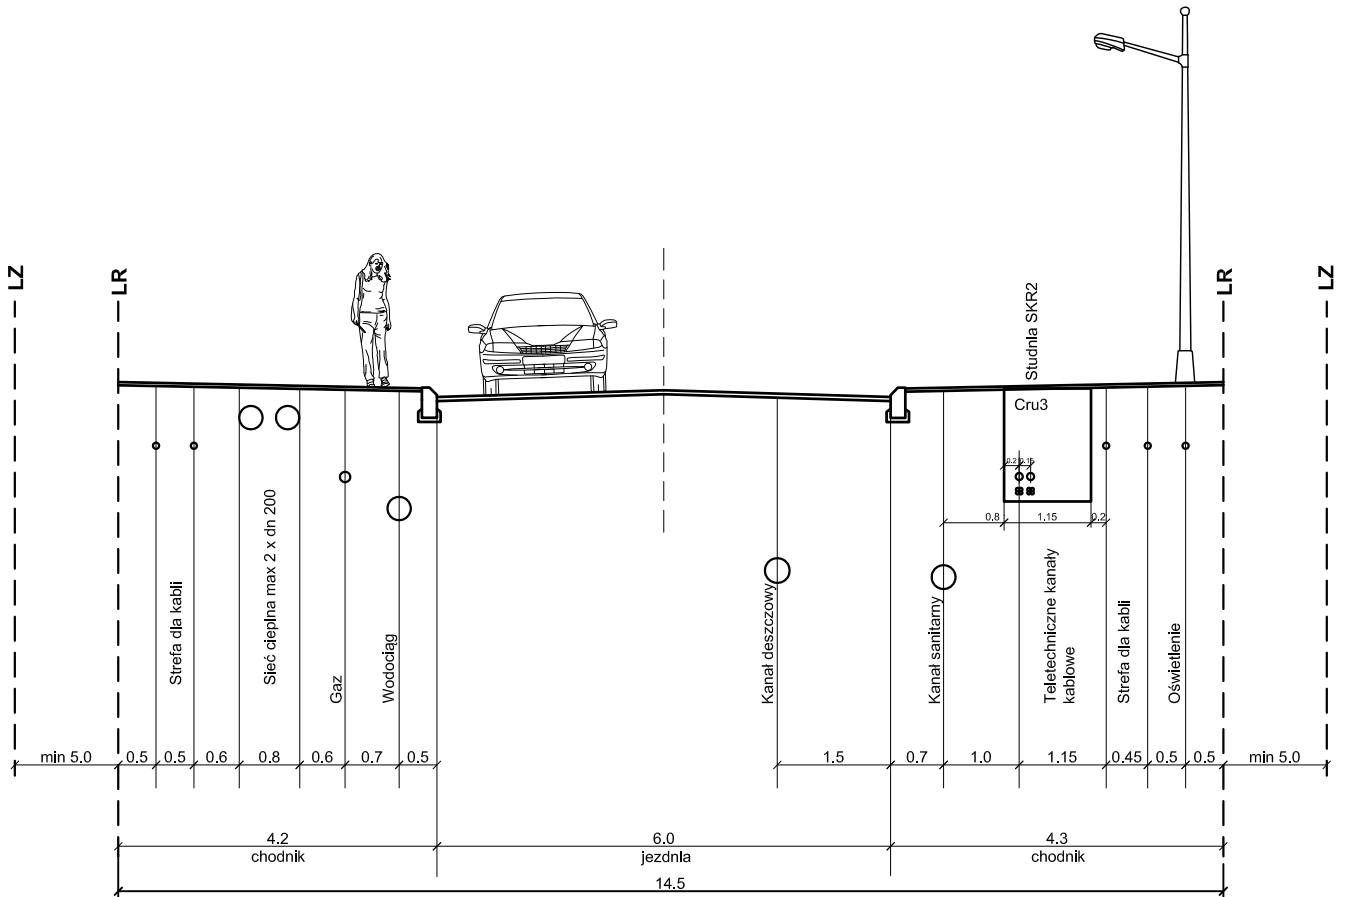 LZ
LR
Studnia SKR2
LR
LZ
Cru3
0.2
0.15
0.8
1.15
0.2
Strefa dla kabli
Sieć cieplna max 2 x dn 200
Gaz
Wodociąg
Kanał deszczowy
Kanał sanitarny
Teletechniczne kanały
kablowe
Strefa dla kabli
Oświetlenie
min 5.0
0.5
0.5
0.6
0.8
0.6
0.7
0.5
1.5
0.7
1.0
1.15
0.45
0.5
0.5
min 5.0
4.2
chodnik
6.0
jezdnia
4.3
chodnik
14.5